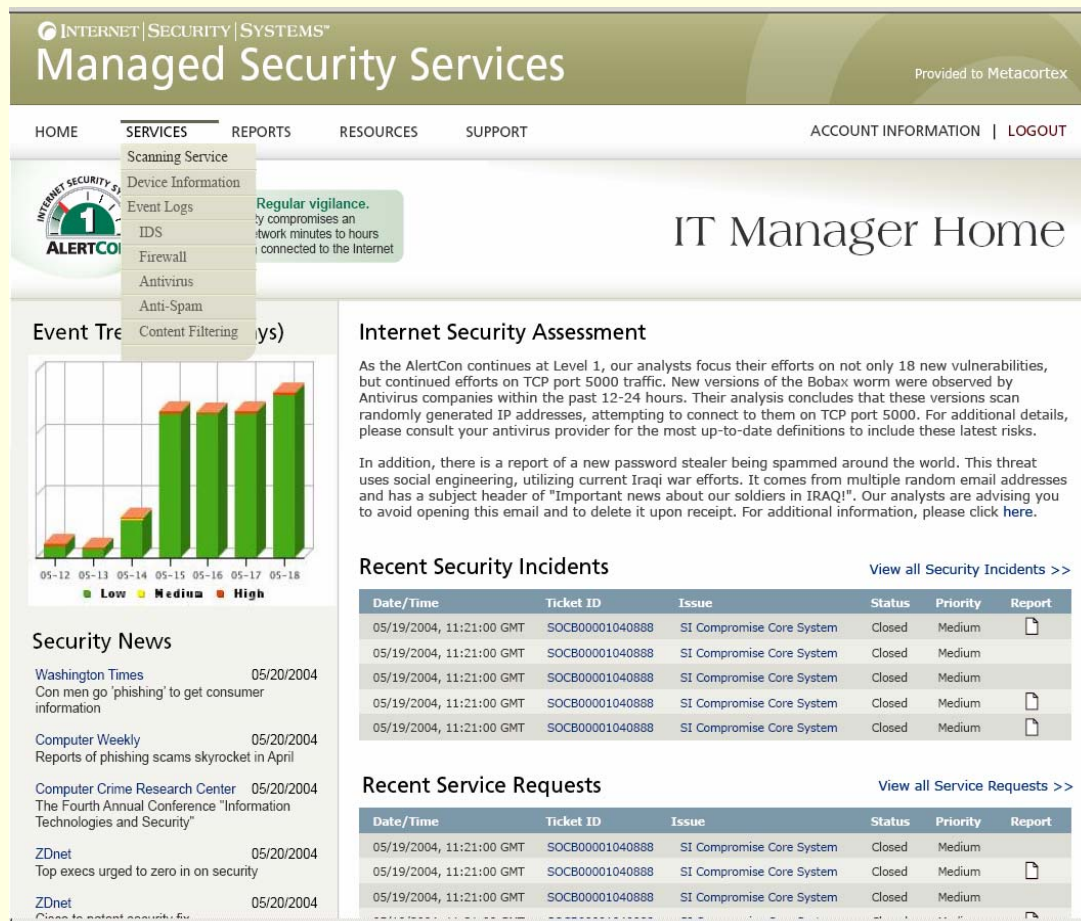 INTERNET|SECURITY|SYSTEMS™
Managed Security Services
Provided to Metacortex
HOME SERVICES REPORTS RESOURCES SUPPORT ACCOUNT INFORMATION | LOGOUT
Scanning Service
Device Information
Event Logs
IDS
Firewall
Antivirus
Anti-Spam
Content Filtering
INTERNET SECURITY
1
ALERTCO
Regular vigilance.
compromises an
minutes to hours
connected to the Internet
IT Manager Home
Event
Internet Security Assessment
As the AlertCon continues at Level 1, our analysts focus their efforts on not only 18 new vulnerabilities,
but continued efforts on TCP port 5000 traffic. New versions of the Bobax worm were observed by
Antivirus companies within the past 12-24 hours. Their analysis concludes that these versions scan
randomly generated IP addresses, attempting to connect to them on TCP port 5000. For additional details,
please consult your antivirus provider for the most up-to-date definitions to include these latest risks.
In addition, there is a report of a new password stealer being spammed around the world. This threat
uses social engineering, utilizing current Iraqi war efforts. It comes from multiple random email addresses
and has a subject header of "Important news about our soldiers in IRAQ!". Our analysts are advising you
to avoid opening this email and to delete it upon receipt. For additional information, please click here.
05-12 05-13 05-14 05-15 05-16 05-17 05-18
Low Medium High
Security News
Washington Times 05/20/2004
Con men go 'phishing' to get consumer
information
Computer Weekly 05/20/2004
Reports of phishing scams skyrocket in April
Computer Crime Research Center 05/20/2004
The Fourth Annual Conference "Information
Technologies and Security"
ZDnet 05/20/2004
Top execs urged to zero in on security
ZDnet 05/20/2004
Cisco to patent security fix
Recent Security Incidents View all Security Incidents >>
Date/Time Ticket ID Issue Status Priority Report
05/19/2004, 11:21:00 GMT SOCB00001040888 SI Compromise Core System Closed Medium
05/19/2004, 11:21:00 GMT SOCB00001040888 SI Compromise Core System Closed Medium
05/19/2004, 11:21:00 GMT SOCB00001040888 SI Compromise Core System Closed Medium
05/19/2004, 11:21:00 GMT SOCB00001040888 SI Compromise Core System Closed Medium
05/19/2004, 11:21:00 GMT SOCB00001040888 SI Compromise Core System Closed Medium
Recent Service Requests View all Service Requests >>
Date/Time Ticket ID Issue Status Priority Report
05/19/2004, 11:21:00 GMT SOCB00001040888 SI Compromise Core System Closed Medium
05/19/2004, 11:21:00 GMT SOCB00001040888 SI Compromise Core System Closed Medium
05/19/2004, 11:21:00 GMT SOCB00001040888 SI Compromise Core System Closed Medium